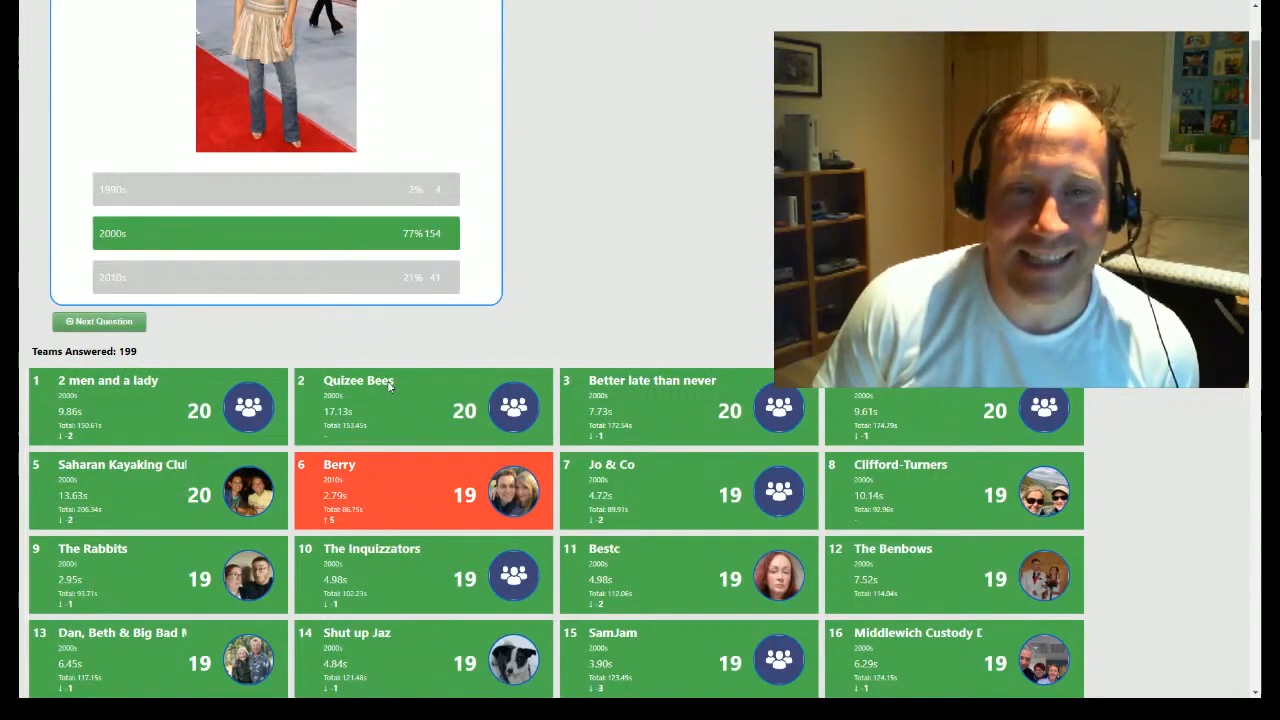 1990s 2% 4
2000s 77% 154
2010s 21% 41
Next Question
Teams Answered: 199
1 2 men and a lady
2000s
9.86s 20
Total: 150.61s
↓ -2
2 Quizee Bees
2000s
17.13s 20
Total: 153.45s
-
3 Better late than never
2000s
7.73s 20
Total: 172.54s
↓ -1
2000s
9.61s 20
Total: 174.79s
↓ -1
5 Saharan Kayaking Clul
2000s
13.63s 20
Total: 206.34s
↓ -2
6 Berry
2010s
2.79s 19
Total: 86.75s
↑ 5
7 Jo & Co
2000s
4.72s 19
Total: 89.91s
↓ -2
8 Clifford-Turners
2000s
10.14s 19
Total: 92.96s
-
9 The Rabbits
2000s
2.95s 19
Total: 93.71s
↓ -1
10 The Inquizzators
2000s
4.98s 19
Total: 102.23s
↓ -1
11 Bestc
2000s
4.98s 19
Total: 112.06s
↓ -2
12 The Benbows
2000s
7.52s 19
Total: 114.04s
13 Dan, Beth & Big Bad M
2000s
6.45s 19
Total: 117.15s
↓ -1
14 Shut up Jaz
2000s
4.84s 19
Total: 121.48s
↓ -1
15 SamJam
2000s
3.90s 19
Total: 123.49s
↓ -3
16 Middlewich Custody D
2000s
6.29s 19
Total: 124.15s
↓ -1